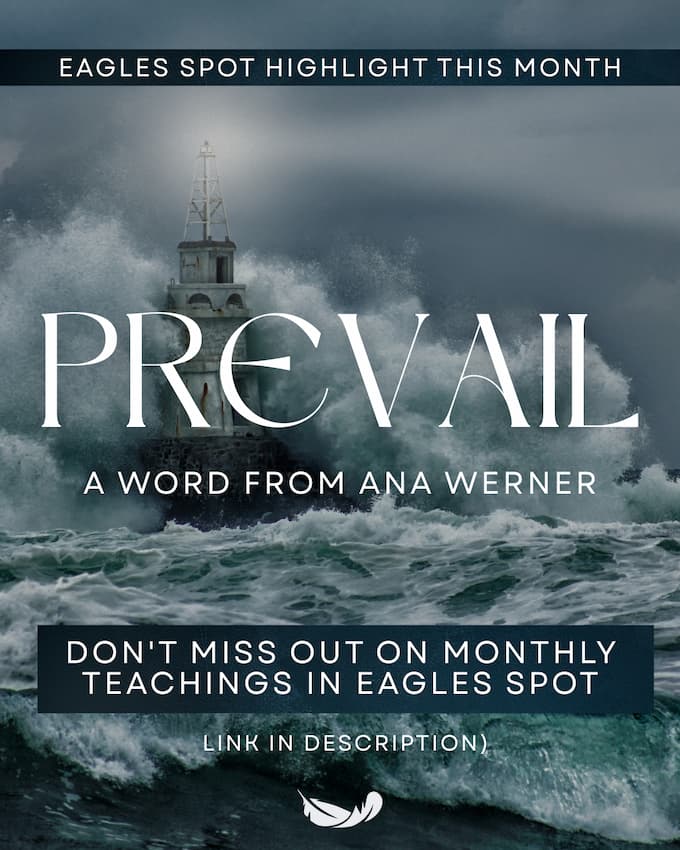 EAGLES SPOT HIGHLIGHT THIS MONTH
PREVAIL
A WORD FROM ANA WERNER
DON'T MISS OUT ON MONTHLY
TEACHINGS IN EAGLES SPOT
LINK IN DESCRIPTION)